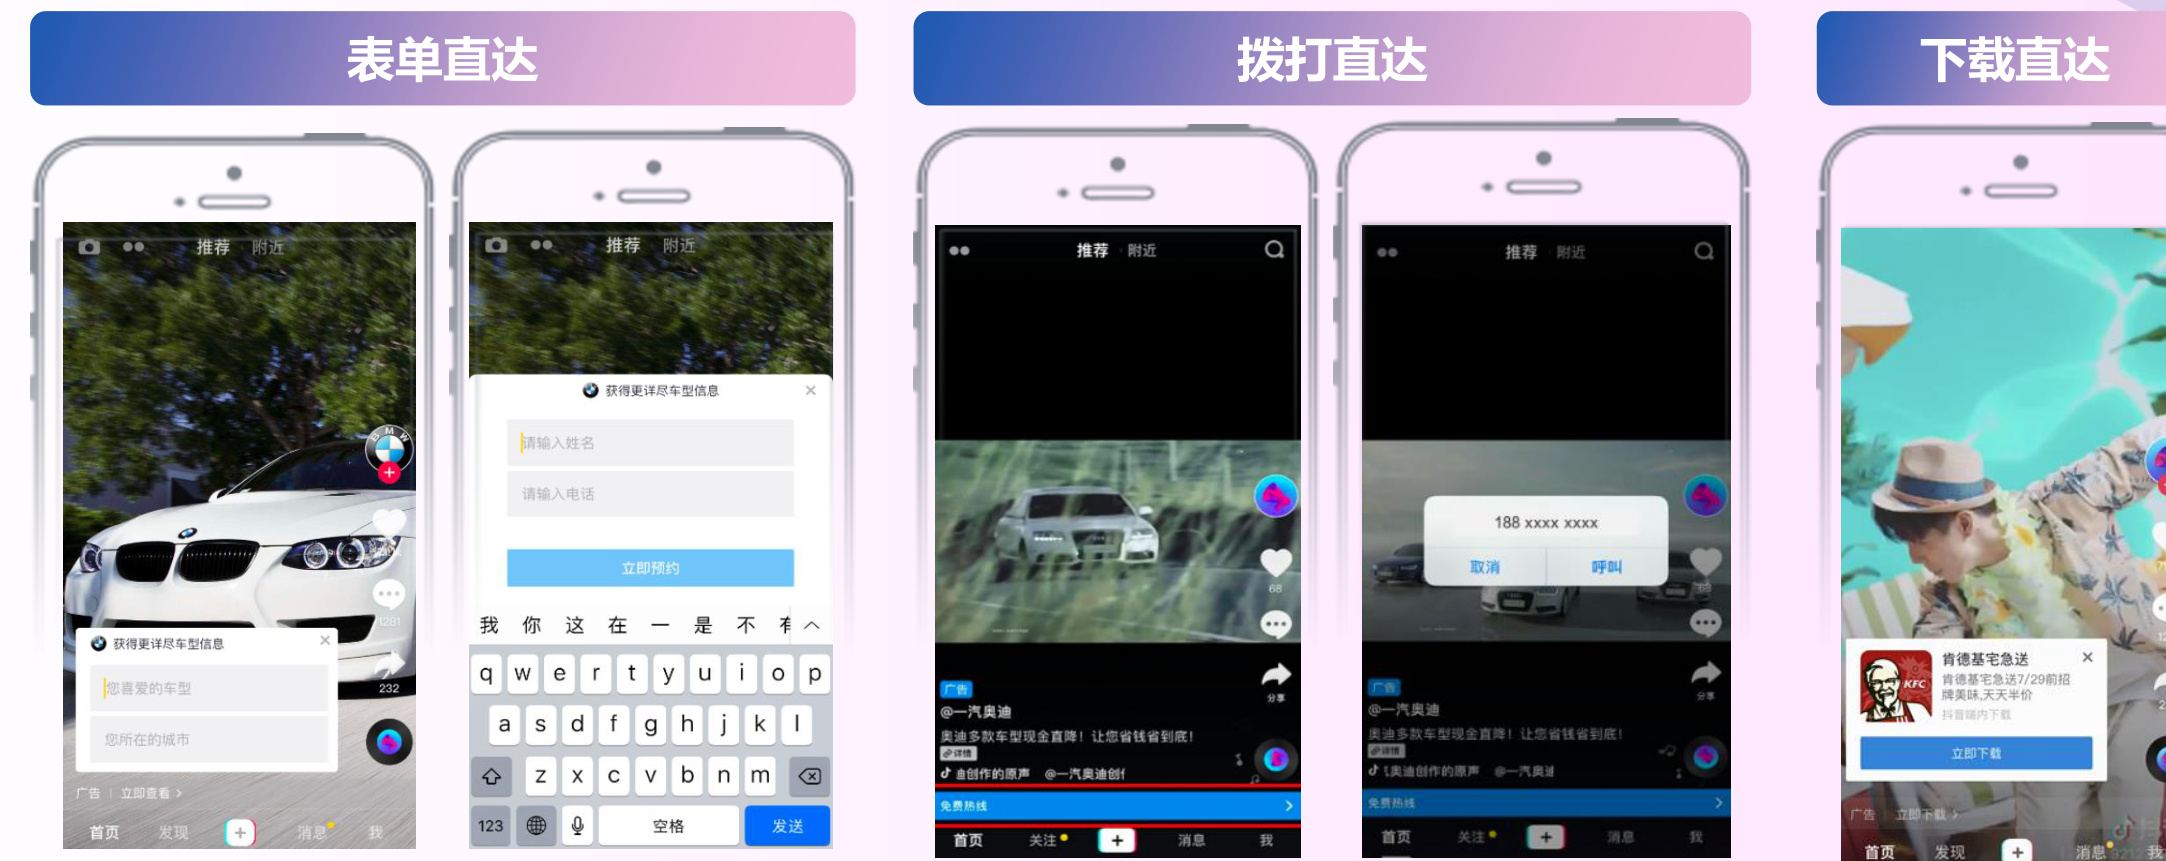 表单直达
拨打直达
下载直达
推荐 附近
BMW
1281
获得更详尽车型信息
您喜爱的车型
您所在的城市
232
广告 | 立即查看 >
首页 发现 + 消息 我
推荐 附近
获得更详尽车型信息 ×
请输入姓名
请输入电话
立即预约
我 你 这 在 一 是 不
q w e r t y u i o p
a s d f g h j k l
z x c v b n m
123 空格 发送
推荐 · 附近
68
分享
广告
@一汽奥迪
奥迪多款车型现金直降！让您省钱省到底！
详情
迪创作的原声 @一汽奥迪创作
免费热线 >
首页 关注 + 消息 我
推荐 附近
188 xxxx xxxx
取消 呼叫
68
分享
广告
@一汽奥迪
奥迪多款车型现金直降！让您省钱省到底！
详情
奥迪创作的原声 @一汽奥迪
免费热线 >
首页 关注 + 消息 我
KFC
肯德基宅急送 ×
肯德基宅急送7/29前招
牌美味,天天半价
抖音端内下载
立即下载
广告 立即下载 >
首页 发现 + 消息 我